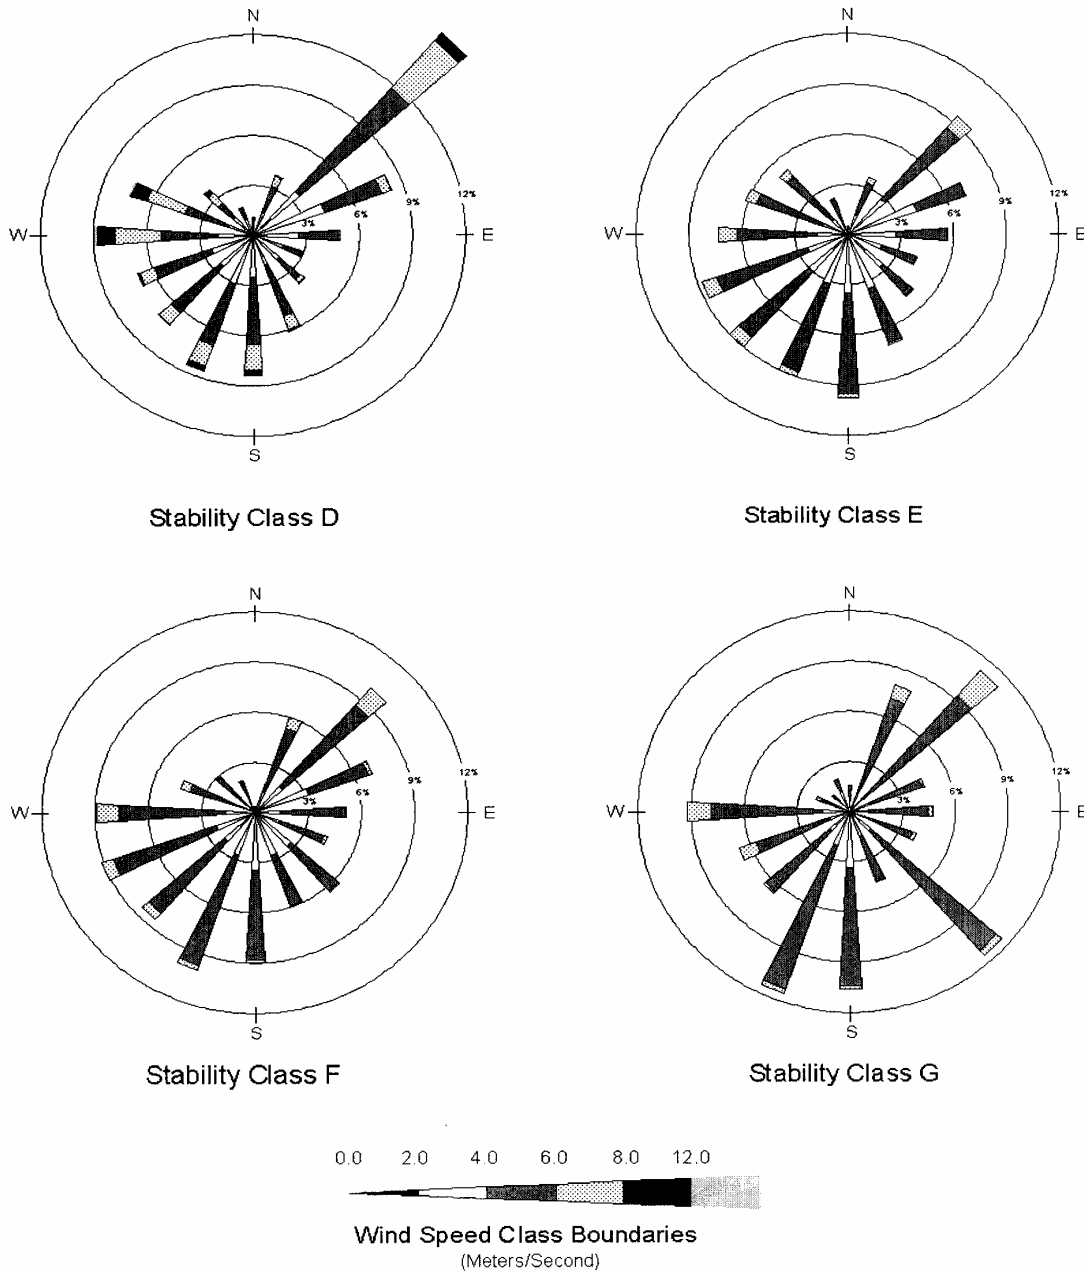 N N
12% 12%
9% 9%
6% 6%
3% 3%
W E W E
S S
Stability Class D Stability Class E
N N
12% 12%
9% 9%
6% 6%
3% 3%
W E W E
S S
Stability Class F Stability Class G
0.0 2.0 4.0 6.0 8.0 12.0
Wind Speed Class Boundaries
(Meters/Second)